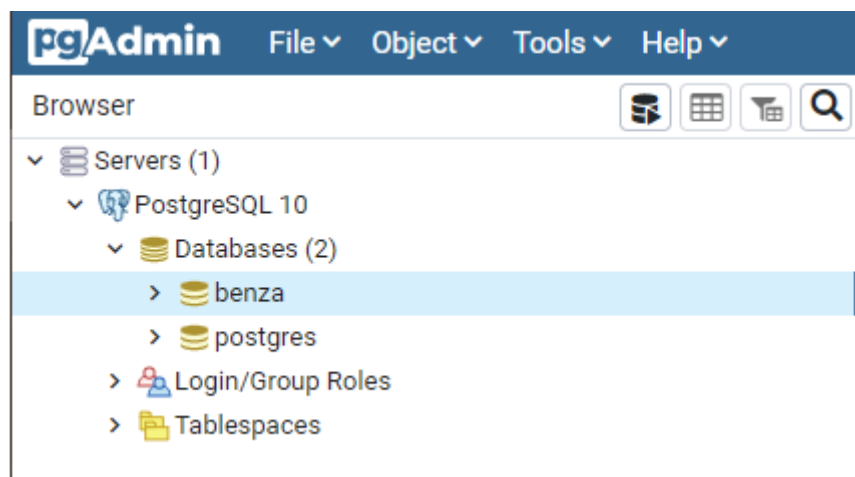 pgAdmin File Object Tools Help
Browser
Servers (1)
PostgreSQL 10
Databases (2)
benza
postgres
Login/Group Roles
Tablespaces